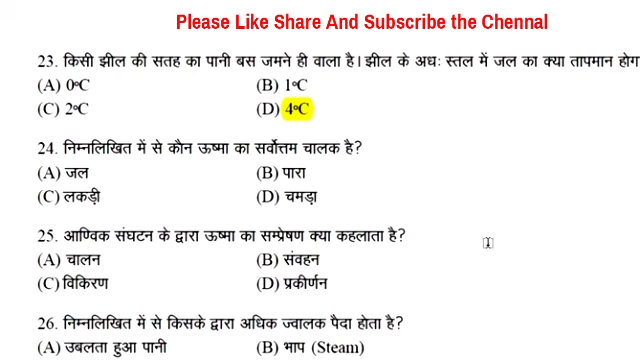 Please Like Share And Subscribe the Chennal
23. किसी झील की सतह का पानी बस जमने ही वाला है। झील के अधः स्तल में जल का क्या तापमान होग
(A) 0ᵒC (B) 1ᵒC
(C) 2ᵒC (D) 4ᵒC
24. निम्नलिखित में से कौन ऊष्मा का सर्वोत्तम चालक है?
(A) जल (B) पारा
(C) लकड़ी (D) चमड़ा
25. आण्विक संघटन के द्वारा ऊष्मा का सम्प्रेषण क्या कहलाता है?
(A) चालन (B) संवहन
(C) विकिरण (D) प्रकीर्णन
26. निम्नलिखित में से किसके द्वारा अधिक ज्वालक पैदा होता है?
(A) उबलता हुआ पानी (B) भाप (Steam)